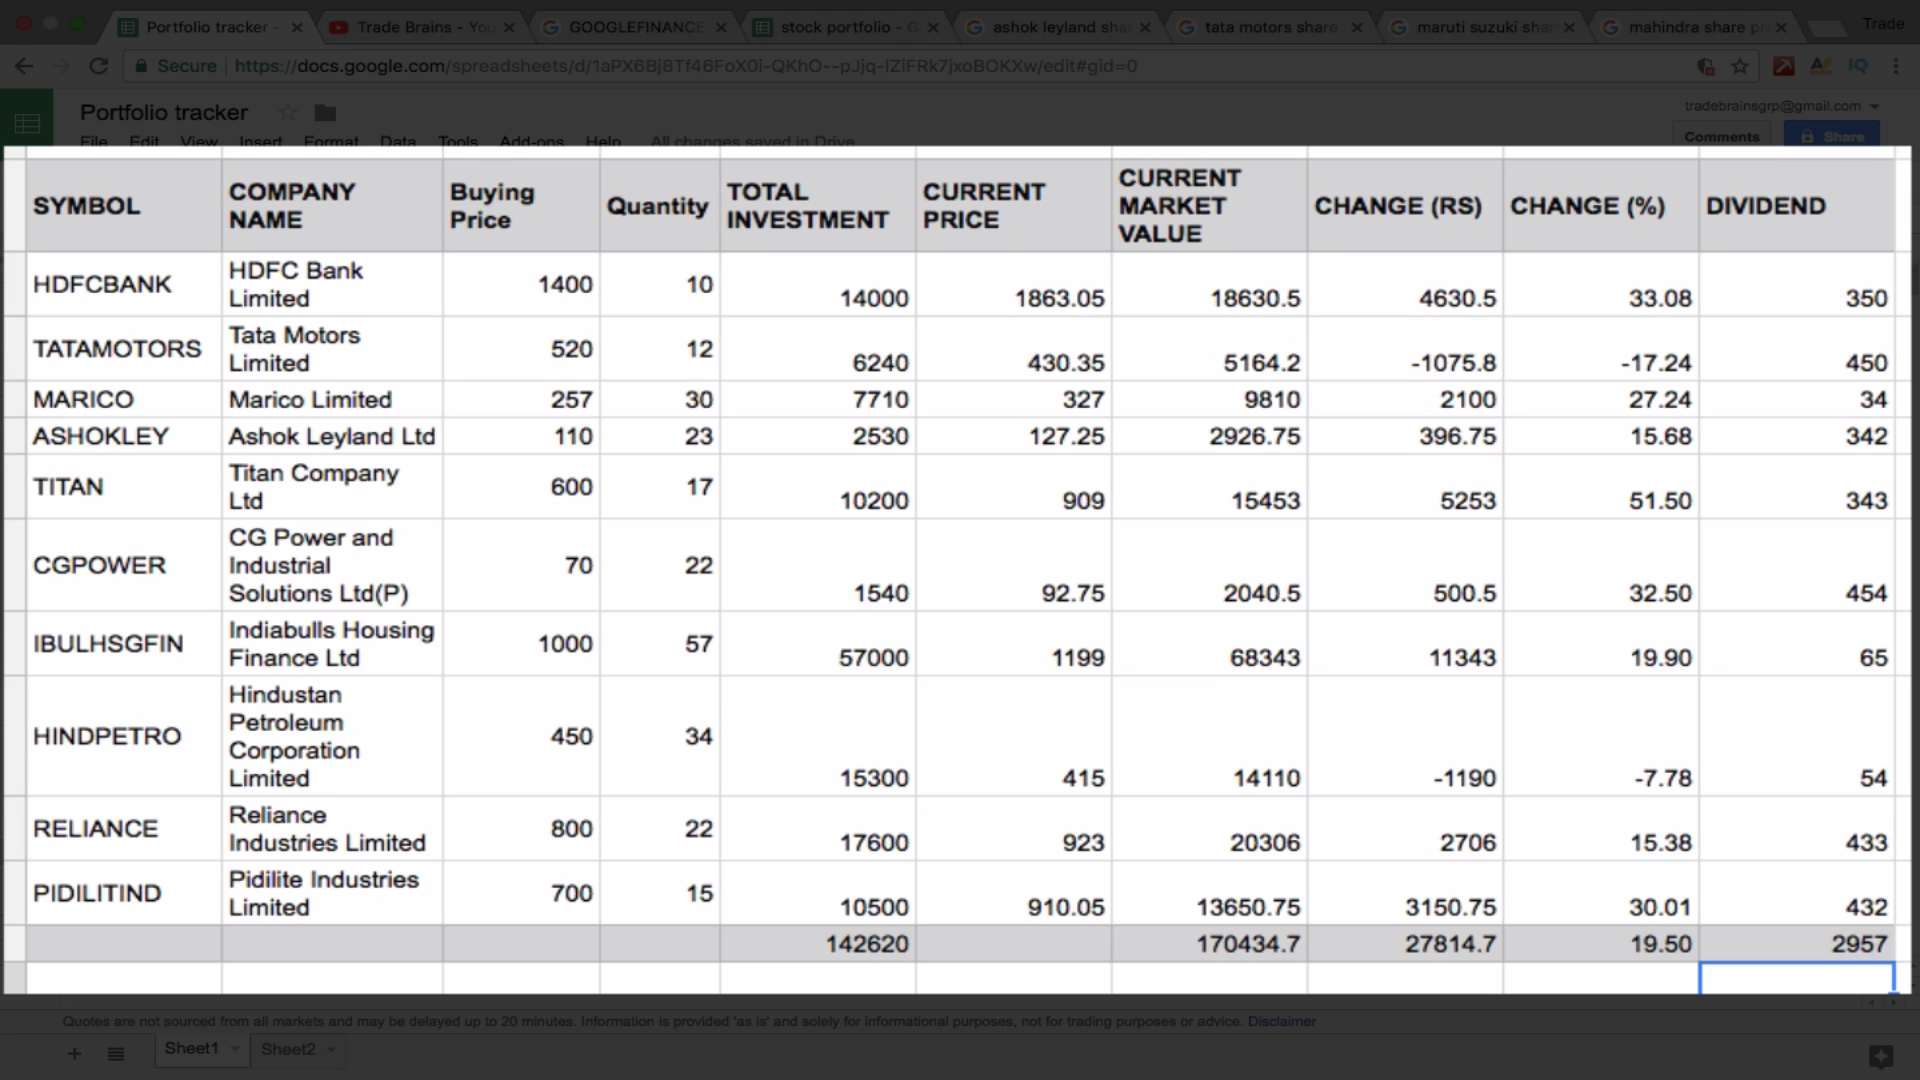 Portfolio tracker -
Trade Brains - You
GOOGLEFINANCE
stock portfolio - G
ashok leyland shar
tata motors share
maruti suzuki shar
mahindra share pri
Trade
Secure
https://docs.google.com/spreadsheets/d/1aPX6Bj8Tf46FoX0i-QKhO--pJjq-lZiFRk7jxoBOKXw/edit#gid=0
Portfolio tracker
tradebrainsgrp@gmail.com
File Edit View Insert Format Data Tools Add-ons Help All changes saved in Drive
Comments
Share
SYMBOL COMPANY NAME Buying Price Quantity TOTAL INVESTMENT CURRENT PRICE CURRENT MARKET VALUE CHANGE (RS) CHANGE (%) DIVIDEND
HDFCBANK HDFC Bank Limited 1400 10 14000 1863.05 18630.5 4630.5 33.08 350
TATAMOTORS Tata Motors Limited 520 12 6240 430.35 5164.2 -1075.8 -17.24 450
MARICO Marico Limited 257 30 7710 327 9810 2100 27.24 34
ASHOKLEY Ashok Leyland Ltd 110 23 2530 127.25 2926.75 396.75 15.68 342
TITAN Titan Company Ltd 600 17 10200 909 15453 5253 51.50 343
CGPOWER CG Power and Industrial Solutions Ltd(P) 70 22 1540 92.75 2040.5 500.5 32.50 454
IBULHSGFIN Indiabulls Housing Finance Ltd 1000 57 57000 1199 68343 11343 19.90 65
HINDPETRO Hindustan Petroleum Corporation Limited 450 34 15300 415 14110 -1190 -7.78 54
RELIANCE Reliance Industries Limited 800 22 17600 923 20306 2706 15.38 433
PIDILITIND Pidilite Industries Limited 700 15 10500 910.05 13650.75 3150.75 30.01 432
142620 170434.7 27814.7 19.50 2957
Quotes are not sourced from all markets and may be delayed up to 20 minutes. Information is provided 'as is' and solely for informational purposes, not for trading purposes or advice. Disclaimer
Sheet1
Sheet2